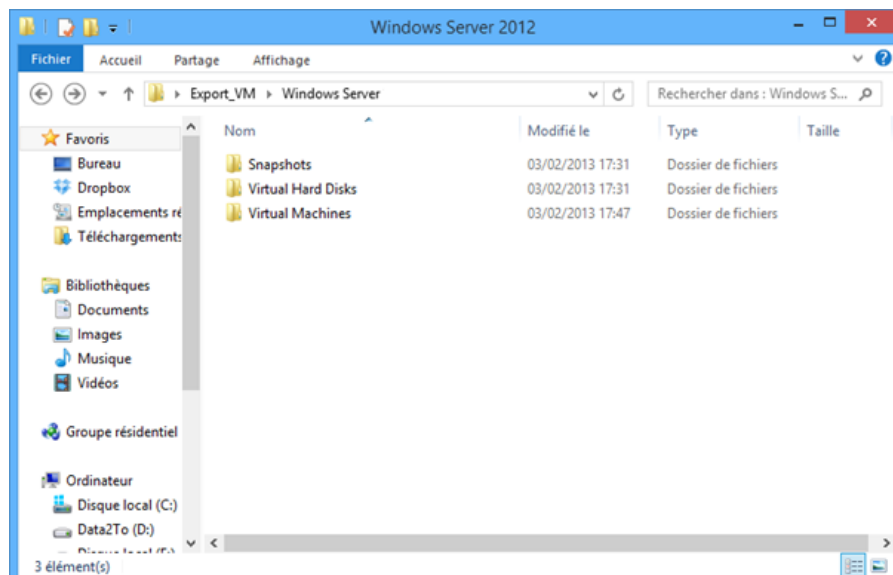 Windows Server 2012
Fichier Accueil Partage Affichage
Export_VM Windows Server Rechercher dans : Windows S...
Favoris
Bureau
Dropbox
Emplacements ré
Téléchargements
Bibliothèques
Documents
Images
Musique
Vidéos
Groupe résidentiel
Ordinateur
Disque local (C:)
Data2To (D:)
Nom Modifié le Type Taille
Snapshots 03/02/2013 17:31 Dossier de fichiers
Virtual Hard Disks 03/02/2013 17:31 Dossier de fichiers
Virtual Machines 03/02/2013 17:47 Dossier de fichiers
3 élément(s)